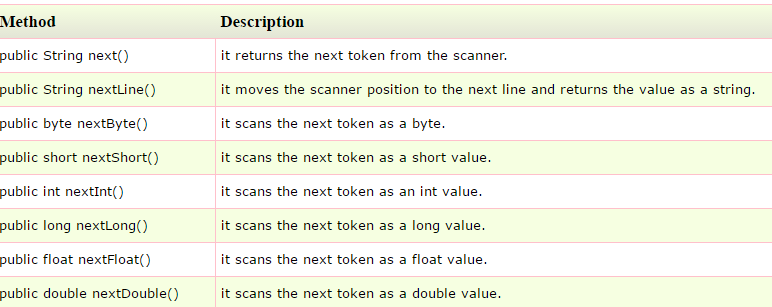 Method Description
public String next() it returns the next token from the scanner.
public String nextLine() it moves the scanner position to the next line and returns the value as a string.
public byte nextByte() it scans the next token as a byte.
public short nextShort() it scans the next token as a short value.
public int nextInt() it scans the next token as an int value.
public long nextLong() it scans the next token as a long value.
public float nextFloat() it scans the next token as a float value.
public double nextDouble() it scans the next token as a double value.